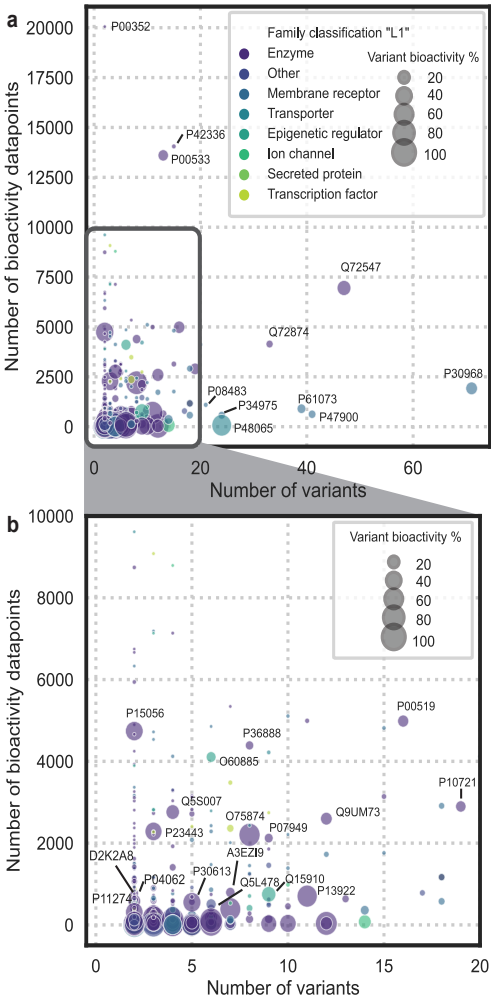 a
Number of bioactivity datapoints
20000
17500
15000
12500
10000
7500
5000
2500
0
P00352
P42336
P00533
Family classification "L1"
Enzyme
Other
Membrane receptor
Transporter
Epigenetic regulator
Ion channel
Secreted protein
Transcription factor
Variant bioactivity %
20
40
60
80
100
Q72547
Q72874
P30968
P08483
P34975
P61073
P47900
P48065
0
20
40
60
Number of variants
b
Number of bioactivity datapoints
10000
8000
6000
4000
2000
0
Variant bioactivity %
20
40
60
80
100
P15056
P36888
P00519
O60885
P10721
Q5S007
O75874
Q9UM73
P23443
P07949
D2K2A8
A3EZI9
P04062
P30613
Q15910
P11274
Q5L478
P13922
0
5
10
15
20
Number of variants